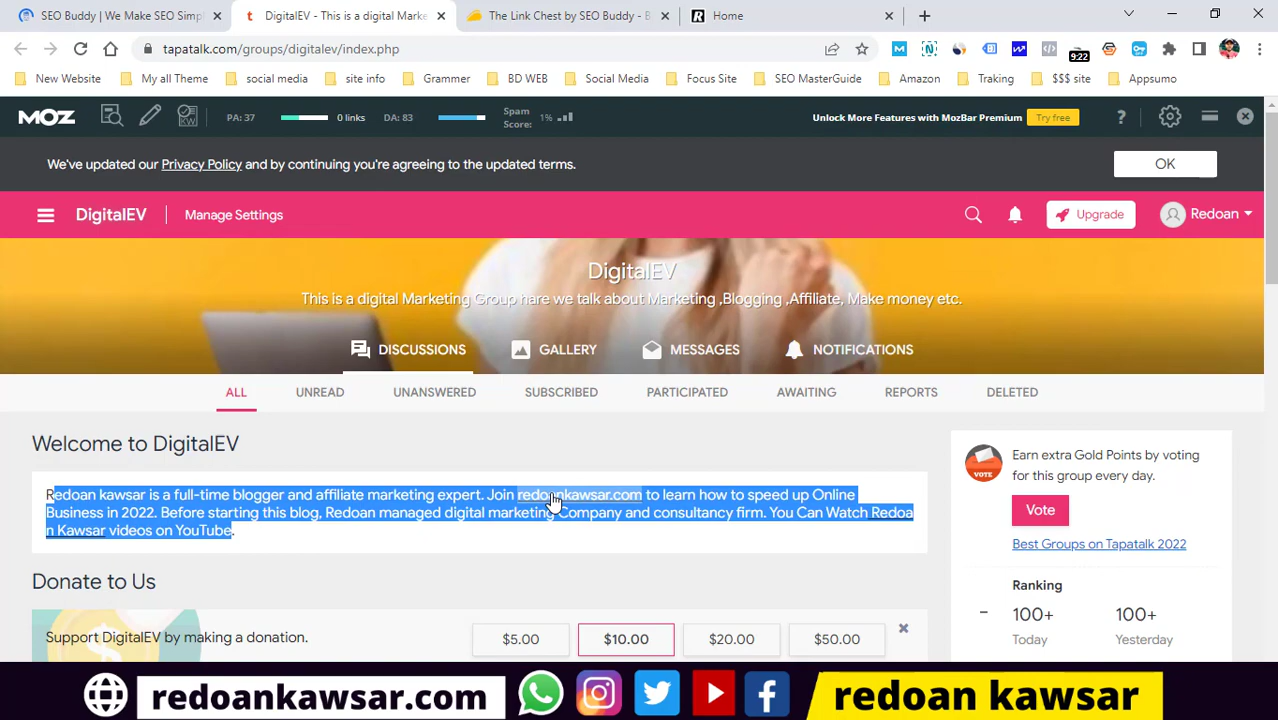 SEO Buddy | We Make SEO Simp
DigitalEV - This is a digital Marke
The Link Chest by SEO Buddy - B
Home
tapatalk.com/groups/digitalev/index.php
9:22
New Website
My all Theme
social media
site info
Grammer
BD WEB
Social Media
Focus Site
SEO MasterGuide
Amazon
Traking
$$$ site
Appsumo
MOZ
PA: 37
0 links
DA: 83
Spam
Score:
1%
Unlock More Features with MozBar Premium
Try free
We've updated our Privacy Policy and by continuing you're agreeing to the updated terms.
OK
DigitalEV
Manage Settings
Upgrade
Redoan
DigitalEV
This is a digital Marketing Group hare we talk about Marketing ,Blogging ,Affiliate, Make money etc.
DISCUSSIONS
GALLERY
MESSAGES
NOTIFICATIONS
ALL
UNREAD
UNANSWERED
SUBSCRIBED
PARTICIPATED
AWAITING
REPORTS
DELETED
Welcome to DigitalEV
Redoan kawsar is a full-time blogger and affiliate marketing expert. Join redoankawsar.com to learn how to speed up Online
Business in 2022. Before starting this blog, Redoan managed digital marketing Company and consultancy firm. You Can Watch Redoa
n Kawsar videos on YouTube.
Earn extra Gold Points by voting
for this group every day.
Vote
Best Groups on Tapatalk 2022
Ranking
100+
100+
Today
Yesterday
Donate to Us
Support DigitalEV by making a donation.
$5.00
$10.00
$20.00
$50.00
redoankawsar.com
redoan kawsar